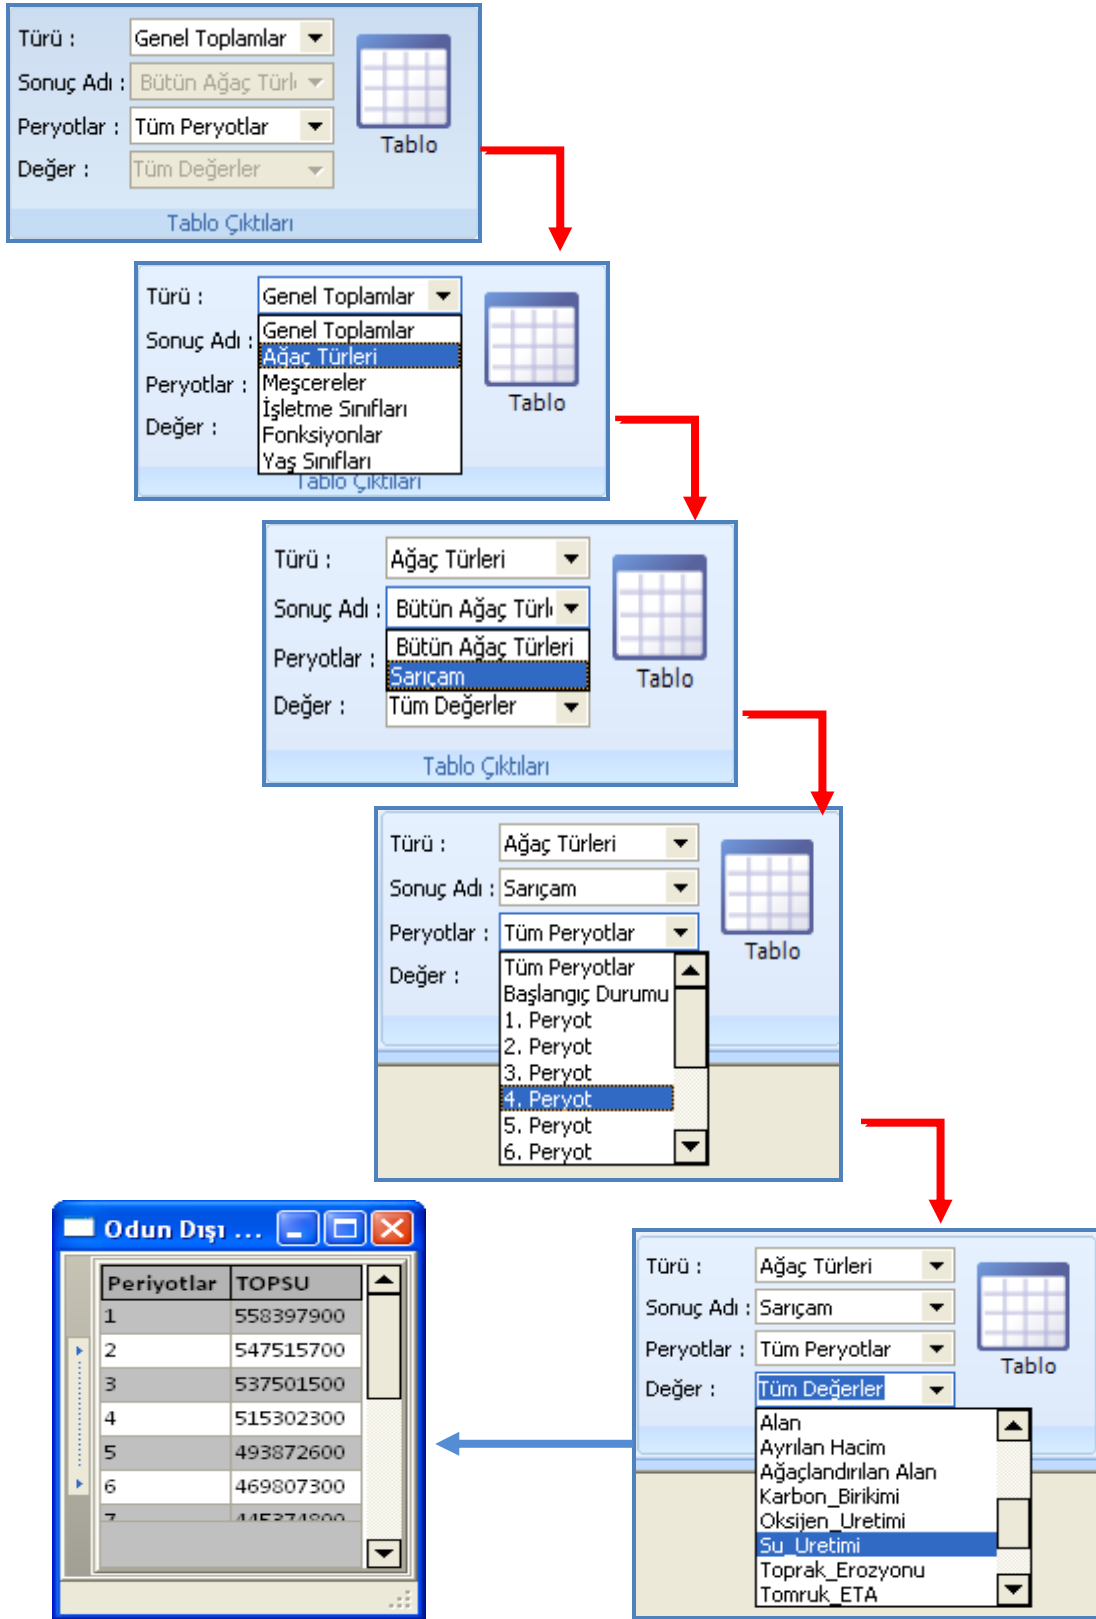 Türü : Genel Toplamlar
Sonuç Adı : Bütün Ağaç Türl
Peryotlar : Tüm Peryotlar
Değer : Tüm Değerler
Tablo
Tablo Çıktıları
Türü : Genel Toplamlar
Sonuç Adı : Genel Toplamlar
Ağaç Türleri
Peryotlar : Meşcereler
İşletme Sınıfları
Değer : Fonksiyonlar
Yaş Sınıfları
Tablo
Tablo Çıktıları
Türü : Ağaç Türleri
Sonuç Adı : Bütün Ağaç Türl
Bütün Ağaç Türleri
Peryotlar : Sarıçam
Değer : Tüm Değerler
Tablo
Tablo Çıktıları
Türü : Ağaç Türleri
Sonuç Adı : Sarıçam
Peryotlar : Tüm Peryotlar
Tablo
Değer : Tüm Peryotlar
Başlangıç Durumu
1. Peryot
2. Peryot
3. Peryot
4. Peryot
5. Peryot
6. Peryot
Türü : Ağaç Türleri
Sonuç Adı : Sarıçam
Peryotlar : Tüm Peryotlar
Değer : Tüm Değerler
Tablo
Alan
Ayrılan Hacim
Ağaçlandırılan Alan
Karbon_Birikimi
Oksijen_Uretimi
Su_Uretimi
Toprak_Erozyonu
Tomruk_ETA
Odun Dışı ...
Periyotlar TOPSU
1 558397900
2 547515700
3 537501500
4 515302300
5 493872600
6 469807300
7 445374800